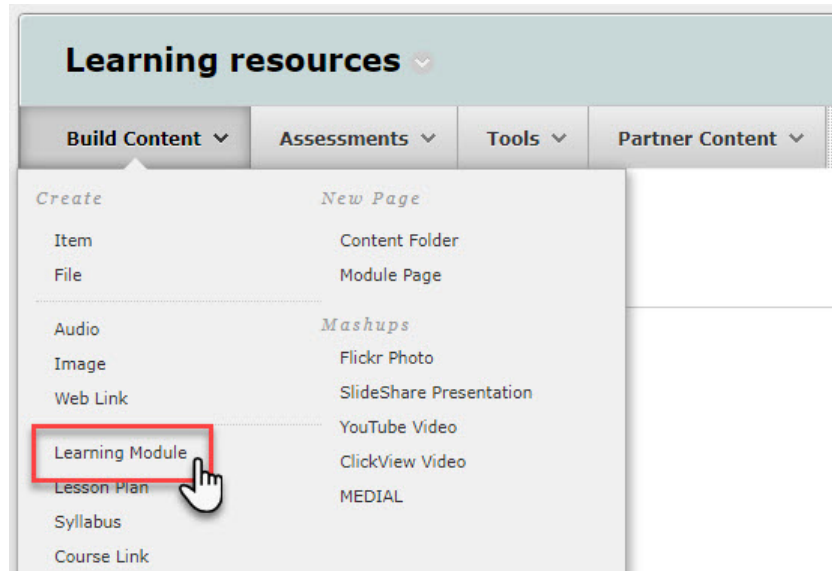 Learning resources
Build Content
Assessments
Tools
Partner Content
Create
Item
File
Audio
Image
Web Link
Learning Module
Lesson Plan
Syllabus
Course Link
New Page
Content Folder
Module Page
Mashups
Flickr Photo
SlideShare Presentation
YouTube Video
ClickView Video
MEDIAL